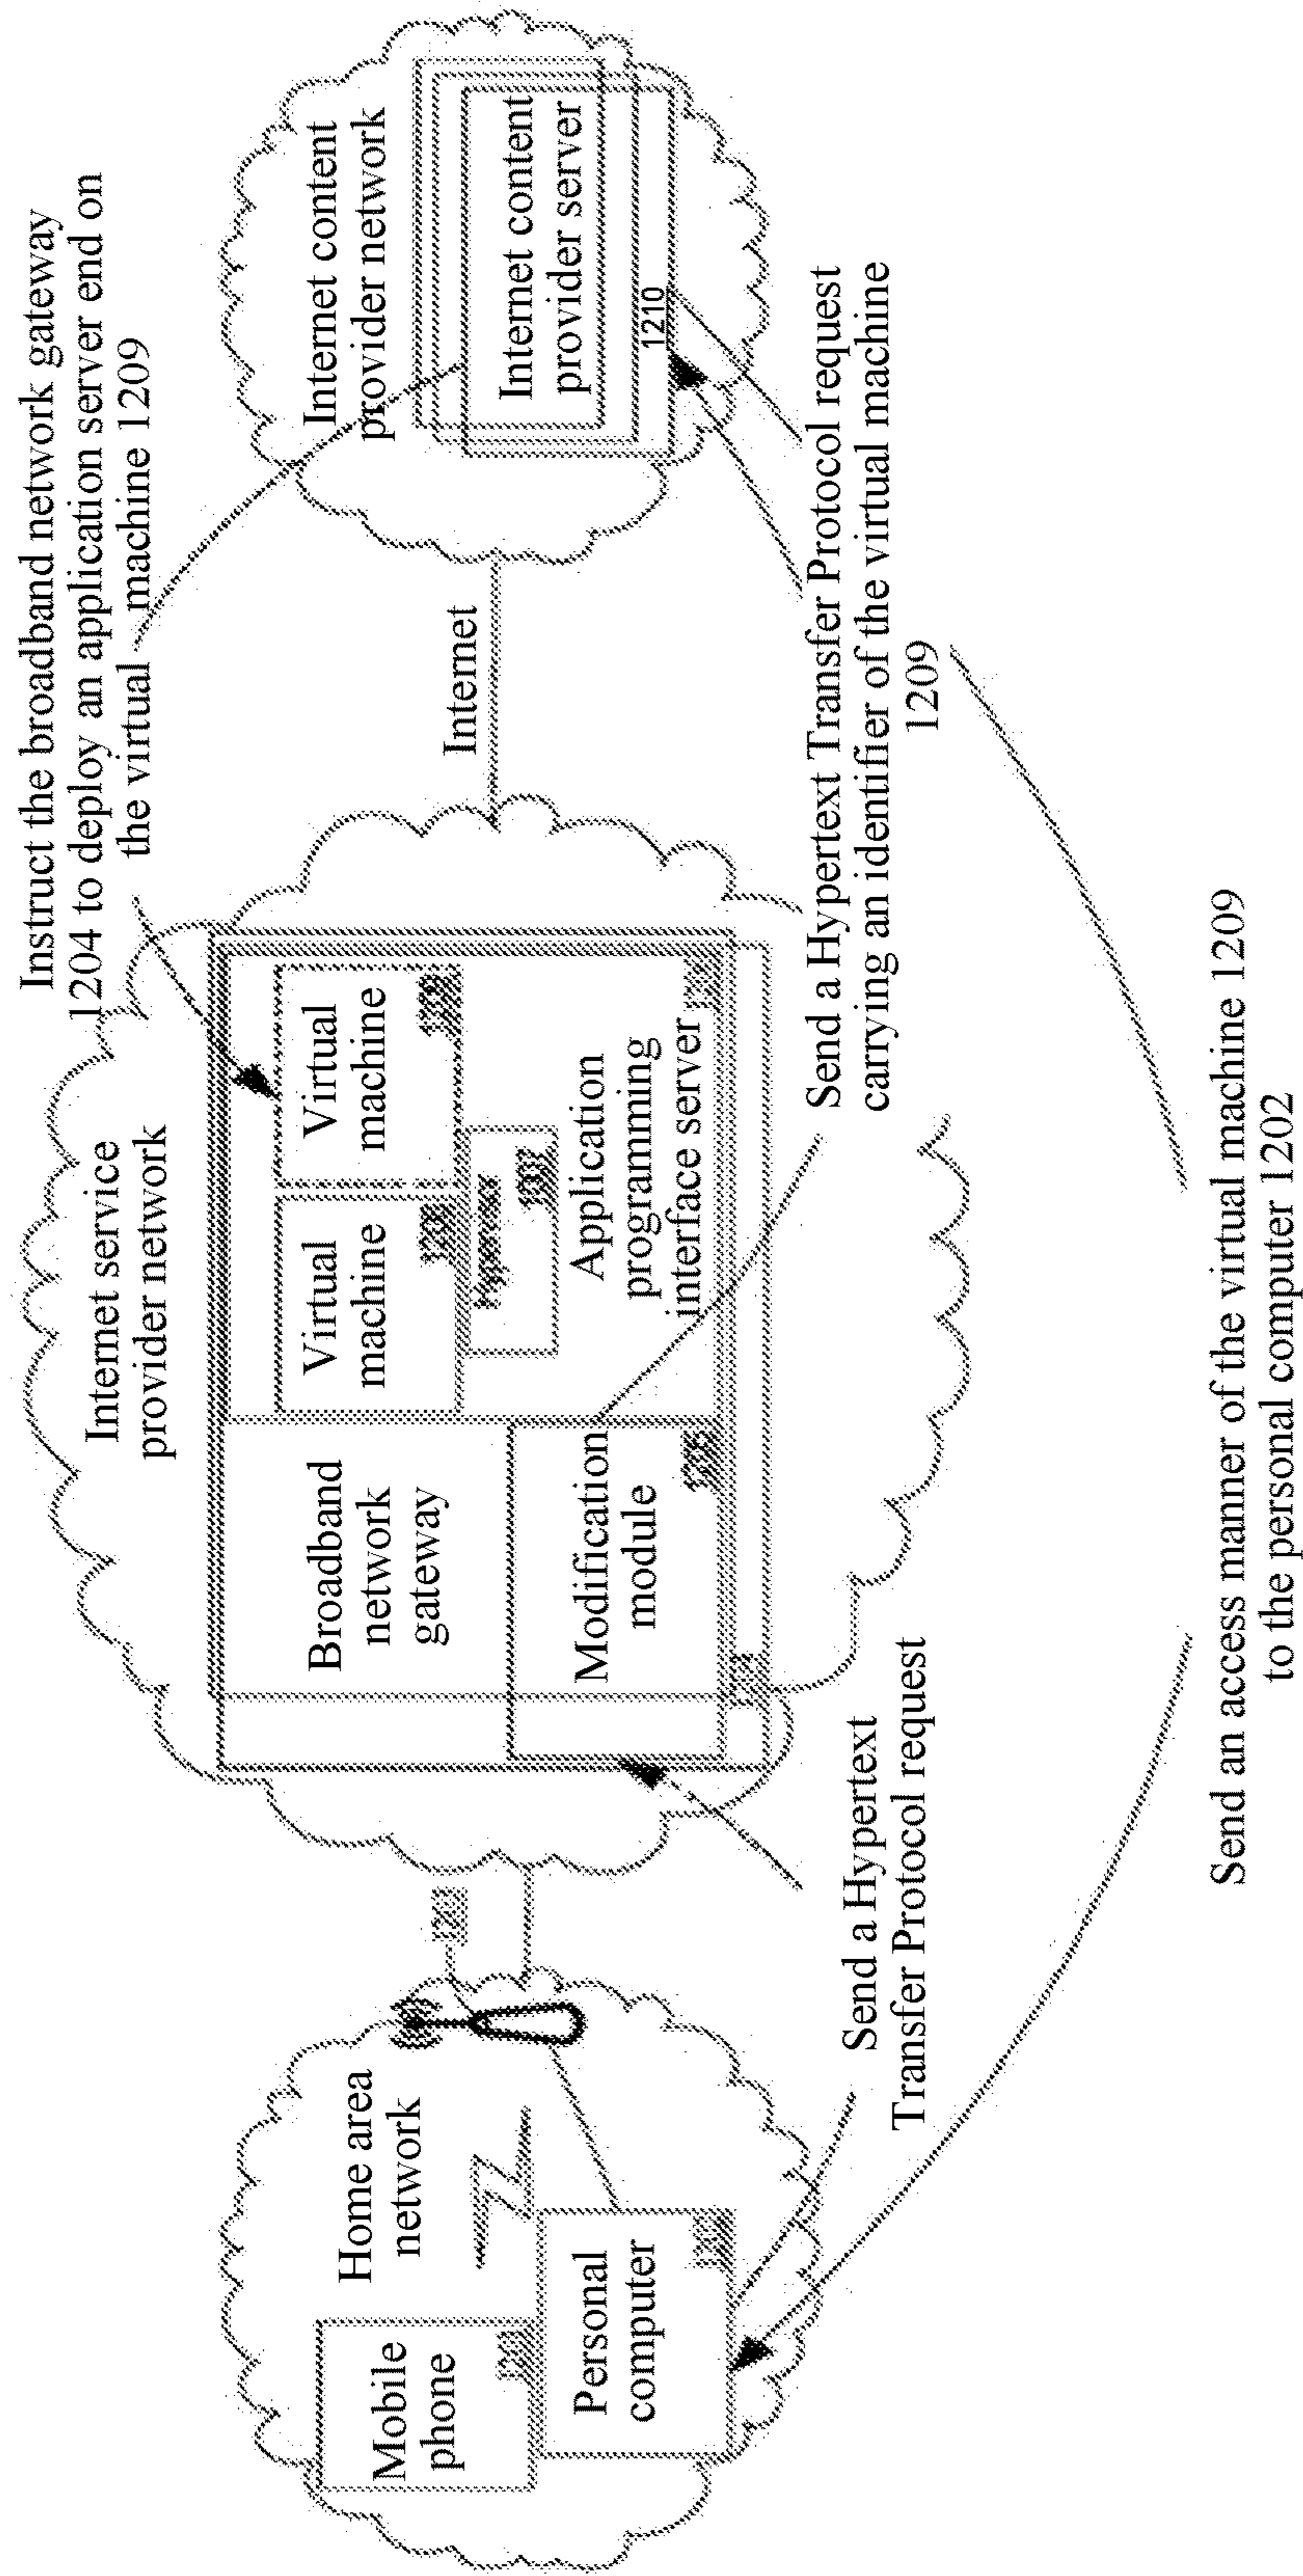 Instruct the broadband network gateway
1204 to deploy an application server end on
the virtual machine 1209
Internet service
provider network
Internet content
provider network
Internet content
provider server
1210
Internet
Home area
network
Mobile
phone
Personal
computer
Broadband
network
gateway
Modification
module
Virtual
machine
Virtual
machine
Application
programming
interface server
Send a Hypertext
Transfer Protocol request
Send a Hypertext Transfer Protocol request
carrying an identifier of the virtual machine
1209
Send an access manner of the virtual machine 1209
to the personal computer 1202